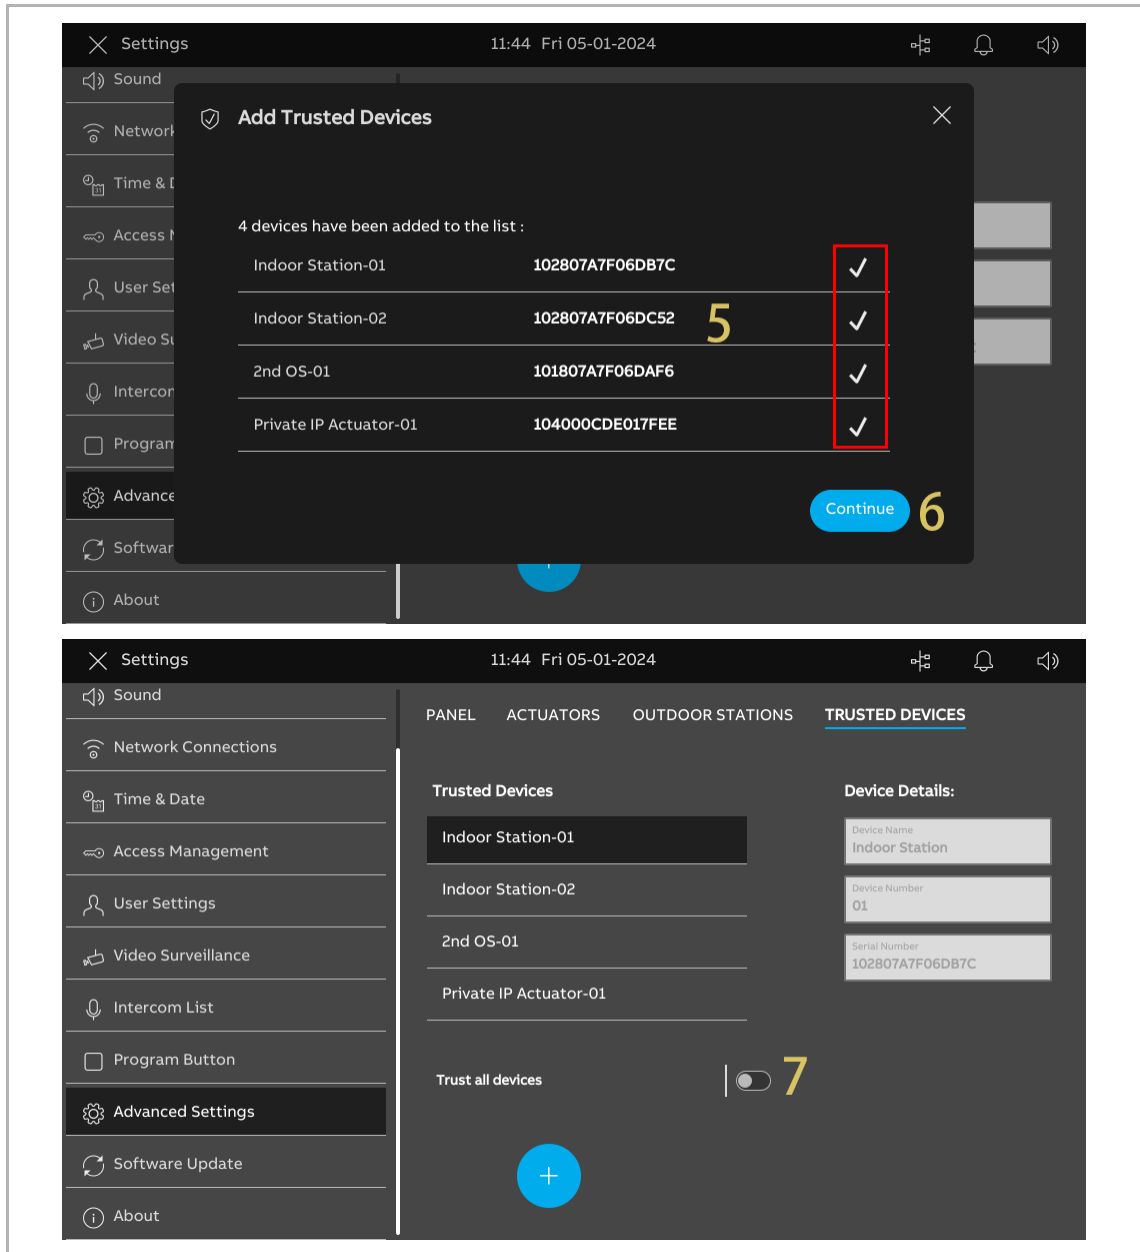 Settings 11:44 Fri 05-01-2024
Sound
Add Trusted Devices
Network
Time & D
4 devices have been added to the list :
Access M
Indoor Station-01 102807A7F06DB7C
User Set
Indoor Station-02 102807A7F06DC52 5
Video Su
2nd OS-01 101807A7F06DAF6
Intercom
Private IP Actuator-01 104000CDE017FEE
Program
Advance
Continue 6
Softwar
About
Settings 11:44 Fri 05-01-2024
Sound
PANEL ACTUATORS OUTDOOR STATIONS TRUSTED DEVICES
Network Connections
Time & Date
Access Management
User Settings
Video Surveillance
Intercom List
Program Button
Advanced Settings
Software Update
About
Trusted Devices
Indoor Station-01
Indoor Station-02
2nd OS-01
Private IP Actuator-01
Trust all devices 7
+
Device Details:
Device Name
Indoor Station
Device Number
01
Serial Number
102807A7F06DB7C